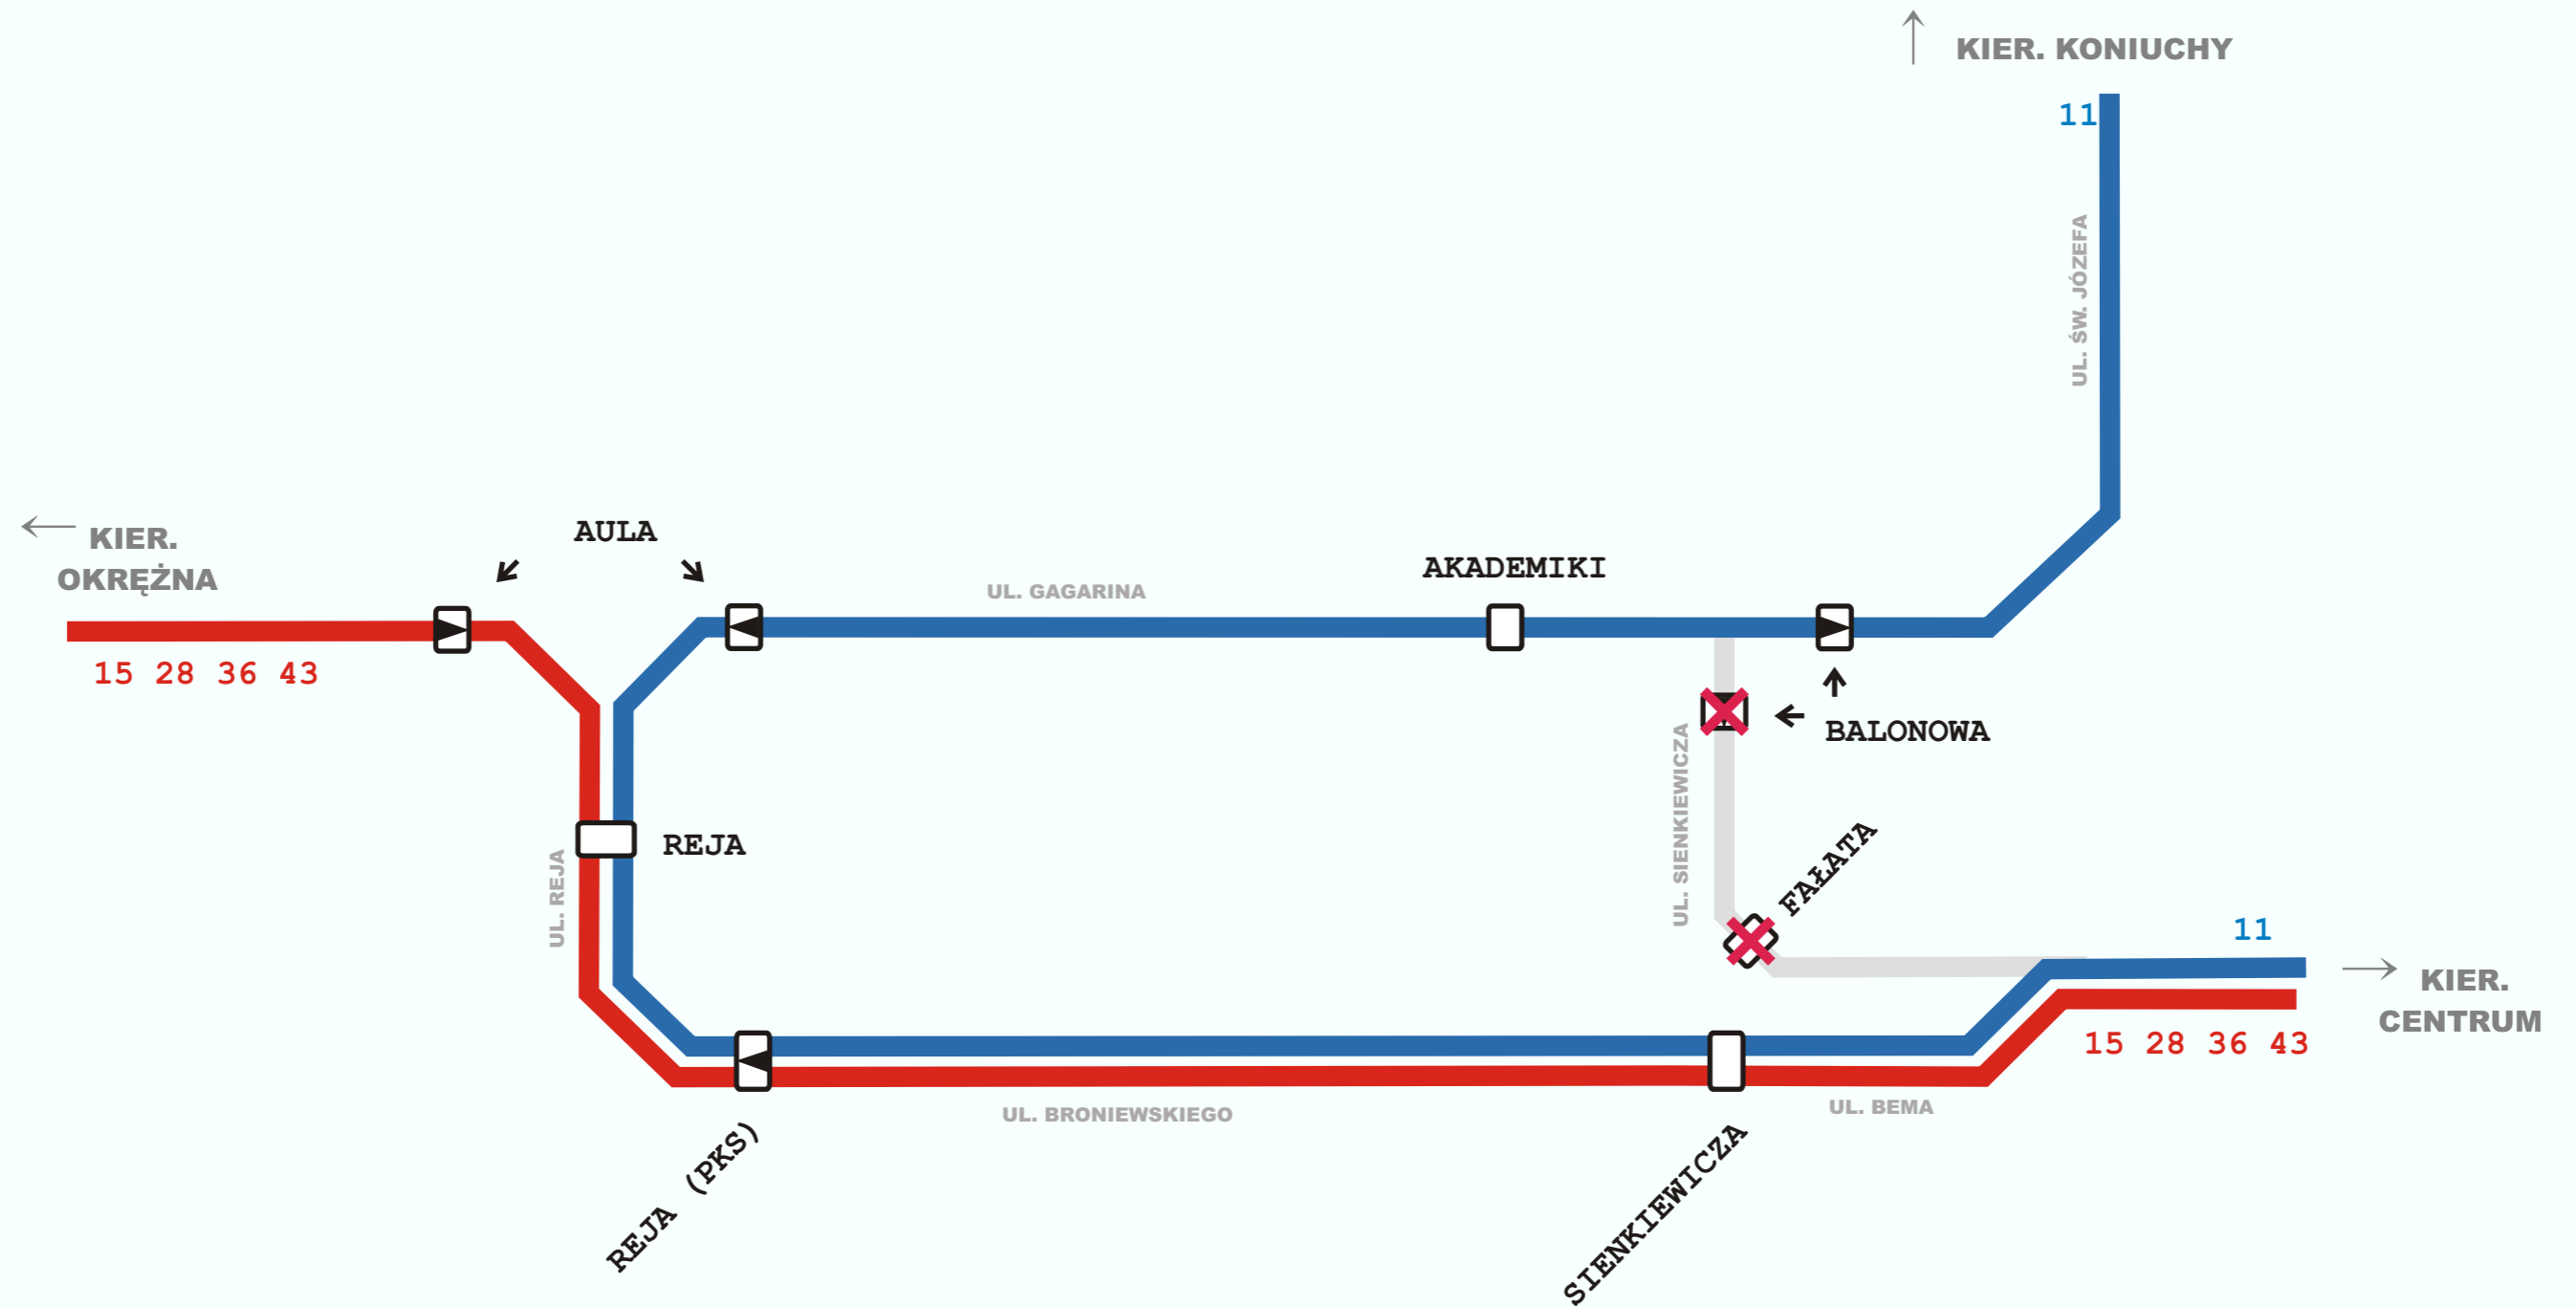 KIER. KONIUCHY
11
UL. ŚW. JÓZEFA
KIER.
OKRĘŻNA
15 28 36 43
AULA
UL. GAGARINA
AKADEMIKI
BALONOWA
UL. SIENKIEWICZA
FAŁATA
REJA
UL. REJA
11
KIER.
CENTRUM
15 28 36 43
UL. BRONIEWSKIEGO
UL. BEMA
REJA (PKS)
SIENKIEWICZA